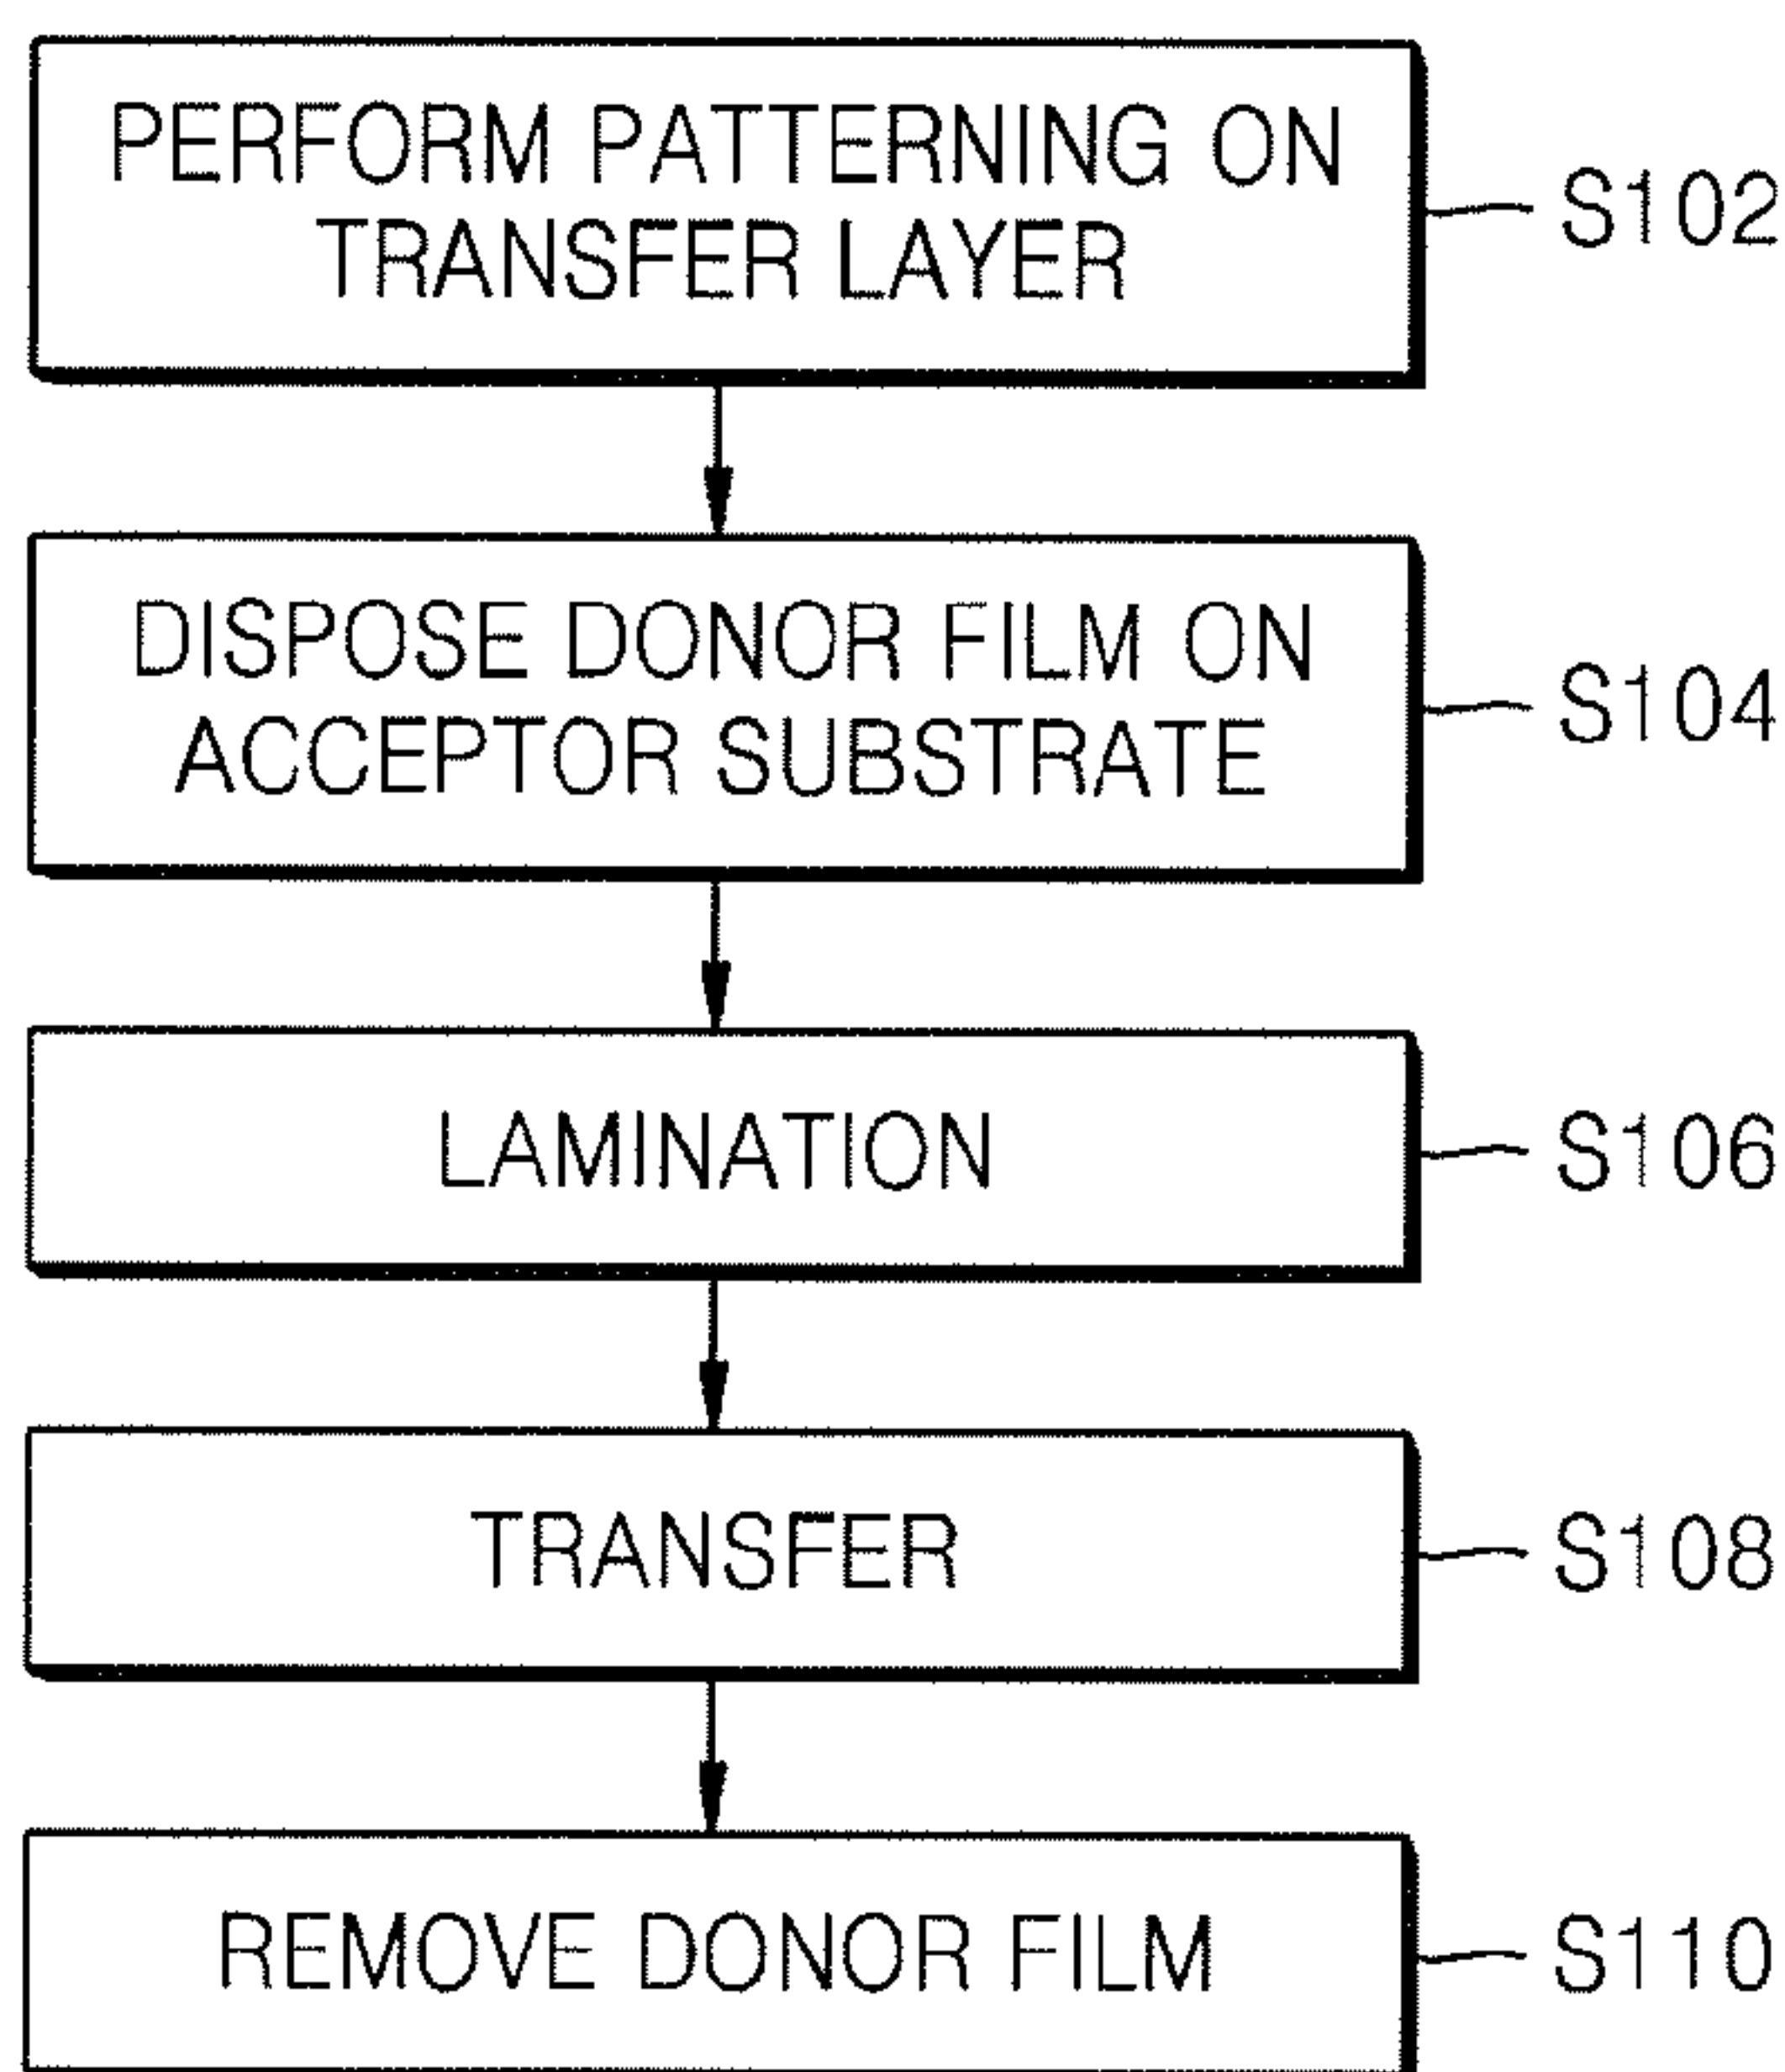 PERFORM PATTERNING ON
TRANSFER LAYER
S102
DISPOSE DONOR FILM ON
ACCEPTOR SUBSTRATE
S104
LAMINATION
S106
TRANSFER
S108
REMOVE DONOR FILM
S110